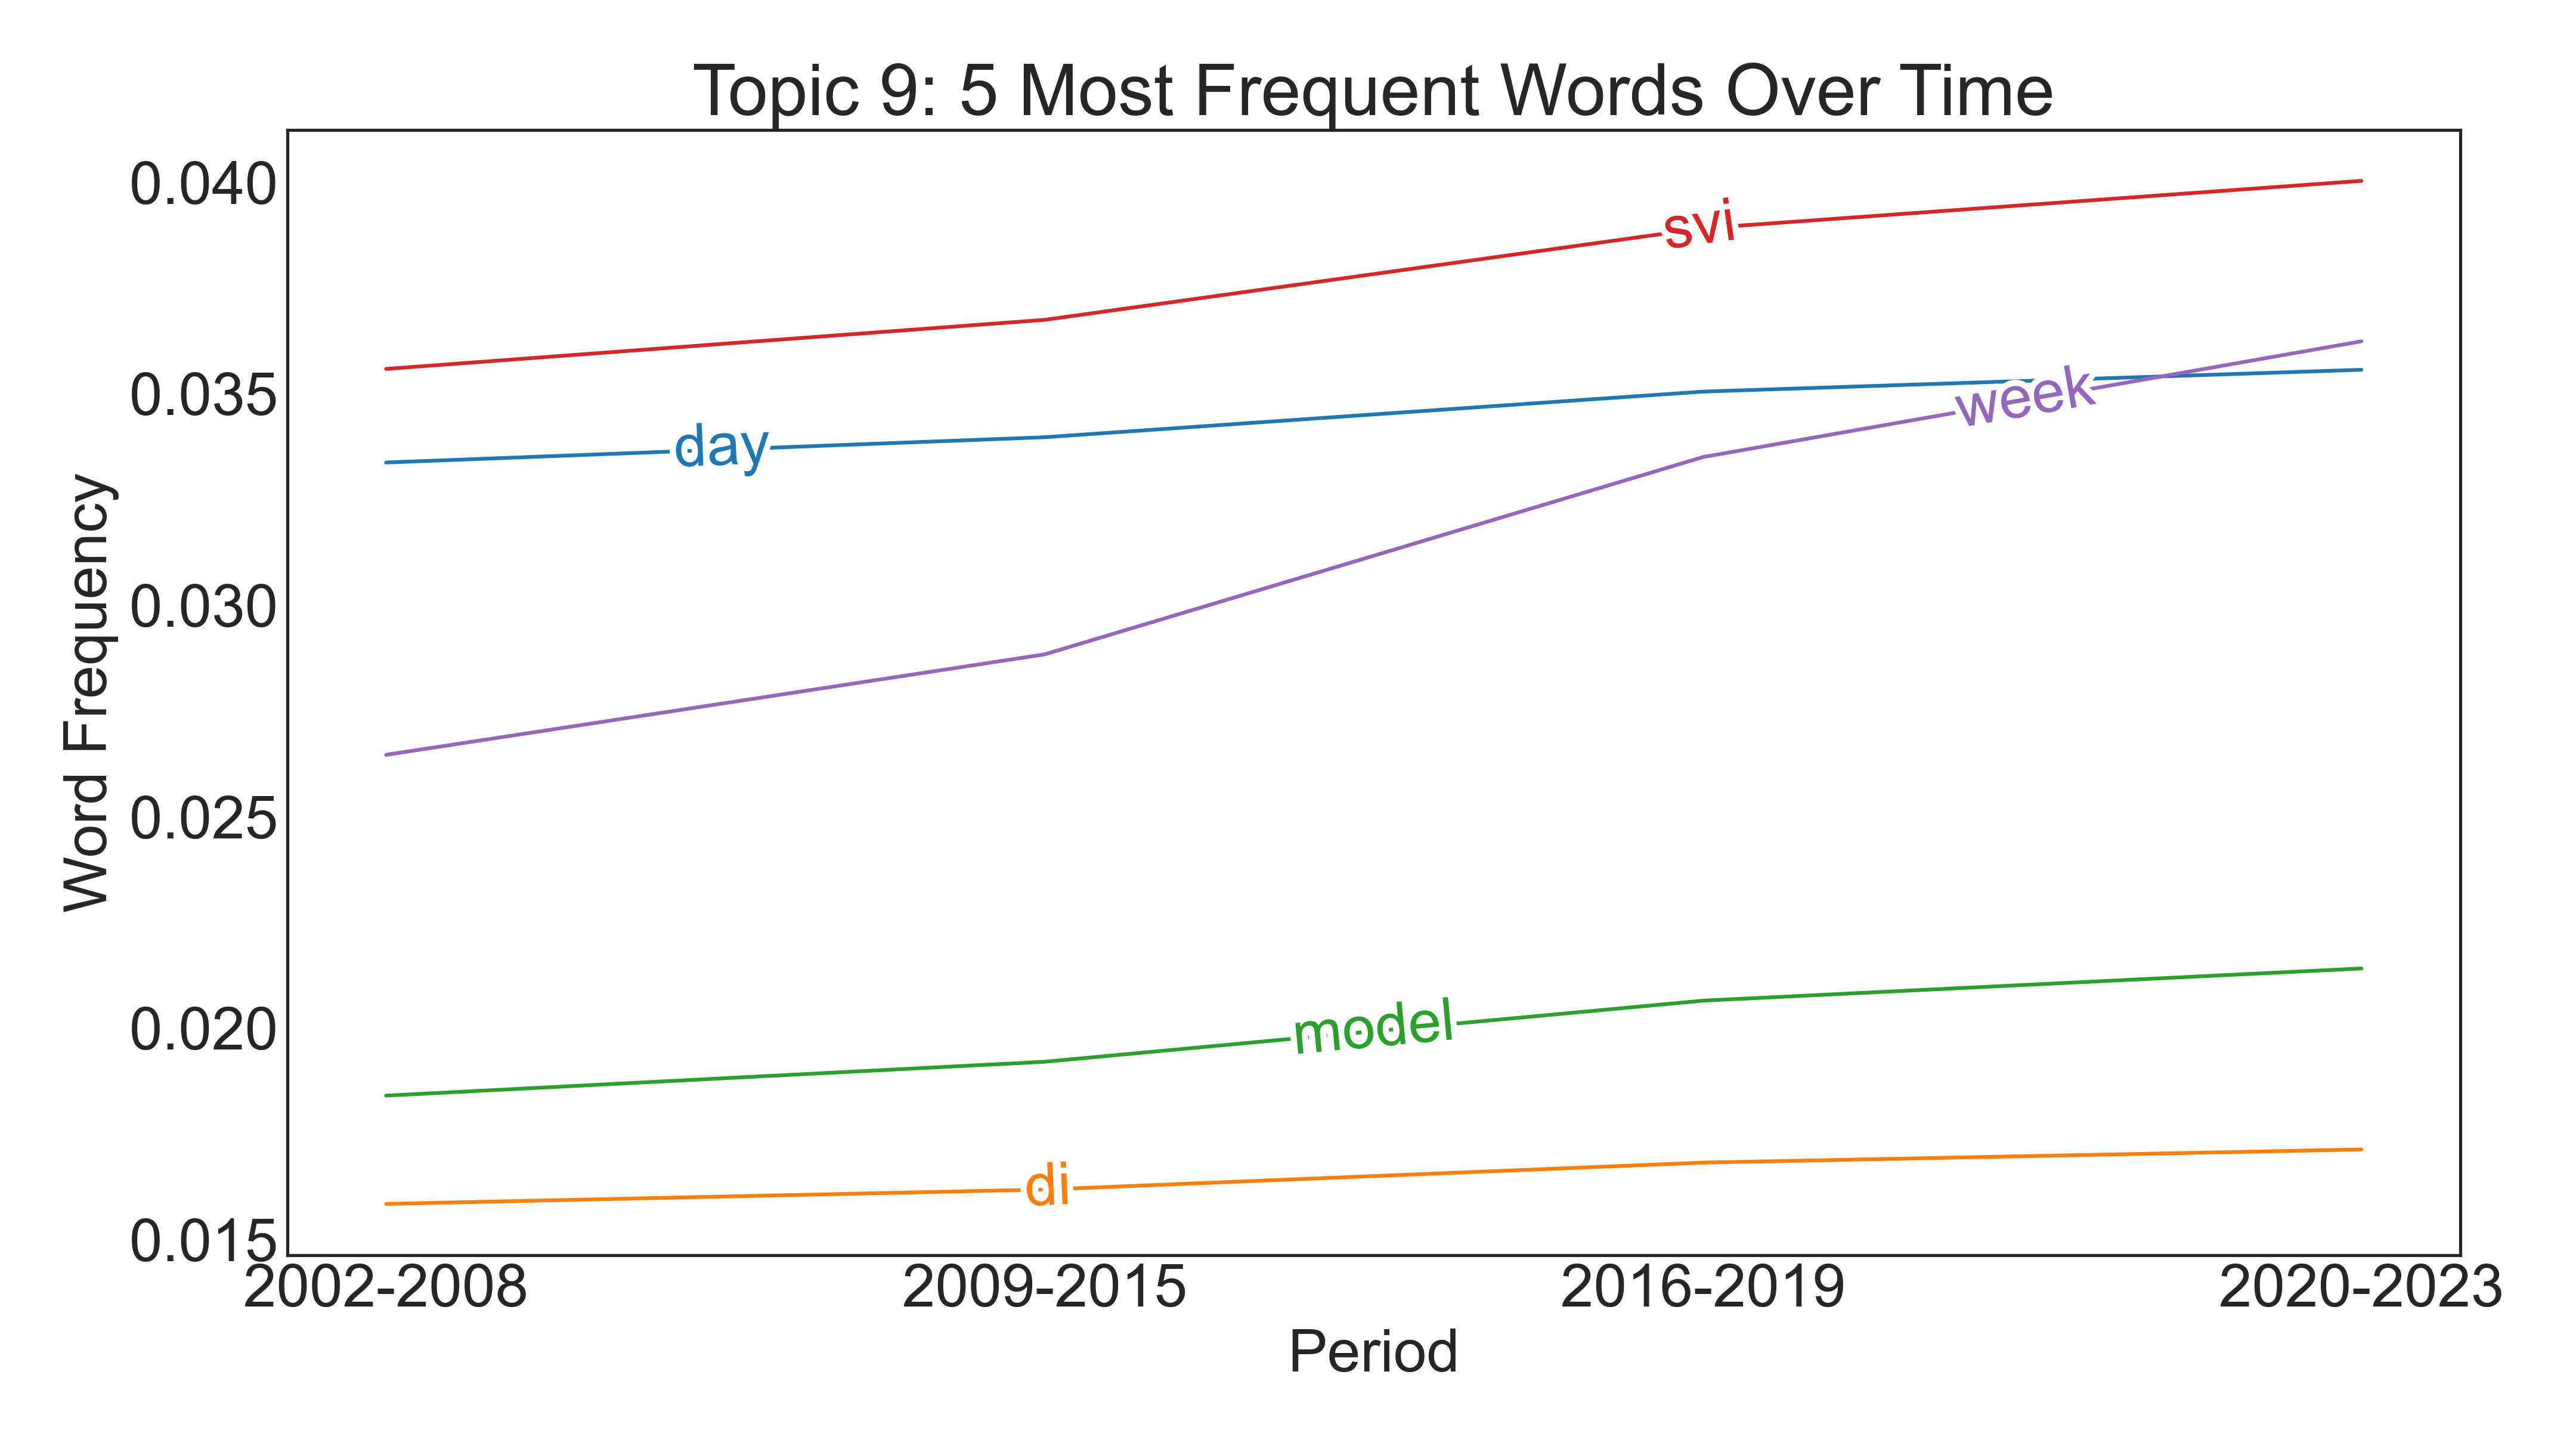 Topic 9: 5 Most Frequent Words Over Time
0.040
0.035
0.030
0.025
0.020
0.015
Word Frequency
svi
day
week
model
di
2002-2008
2009-2015
2016-2019
2020-2023
Period